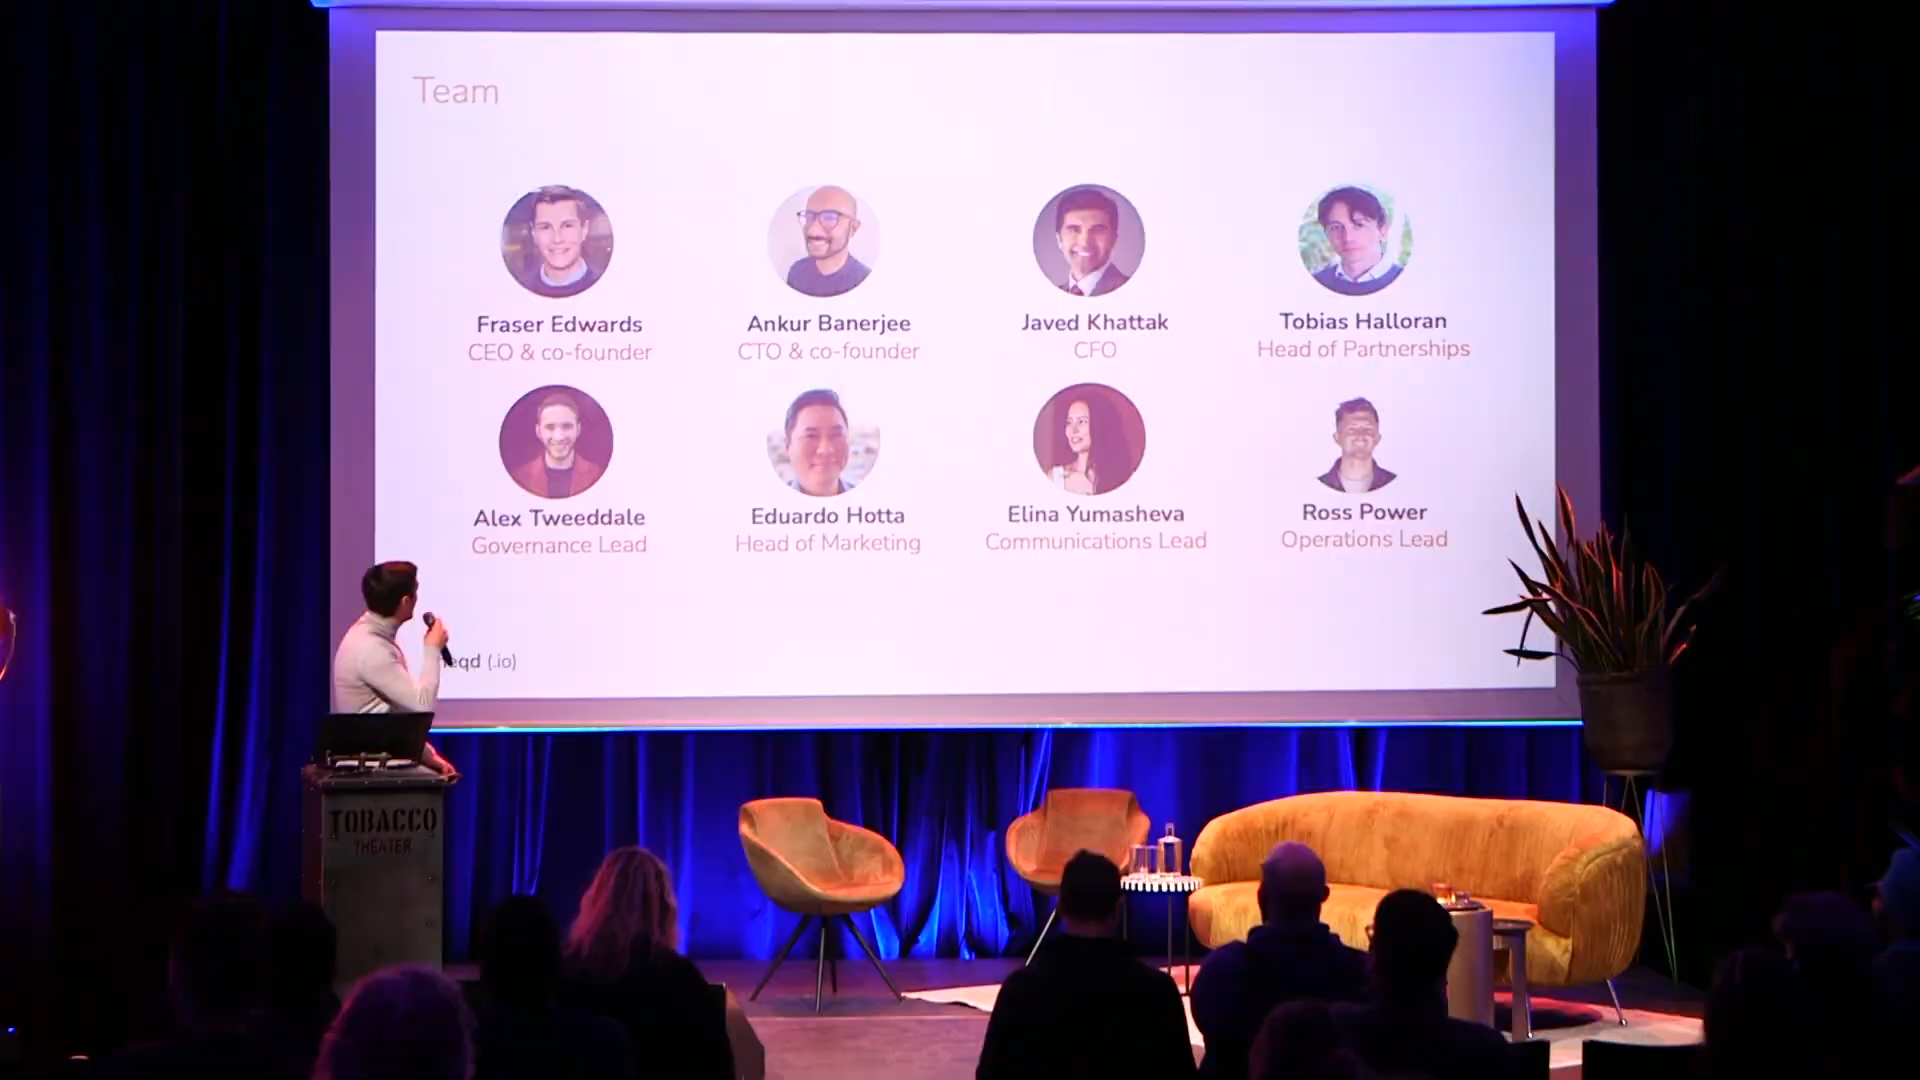 Team
Fraser Edwards
CEO & co-founder
Ankur Banerjee
CTO & co-founder
Javed Khattak
CFO
Tobias Halloran
Head of Partnerships
Alex Tweeddale
Governance Lead
Eduardo Hotta
Head of Marketing
Elina Yumasheva
Communications Lead
Ross Power
Operations Lead
eqd (.io)
TOBACCO
THEATER